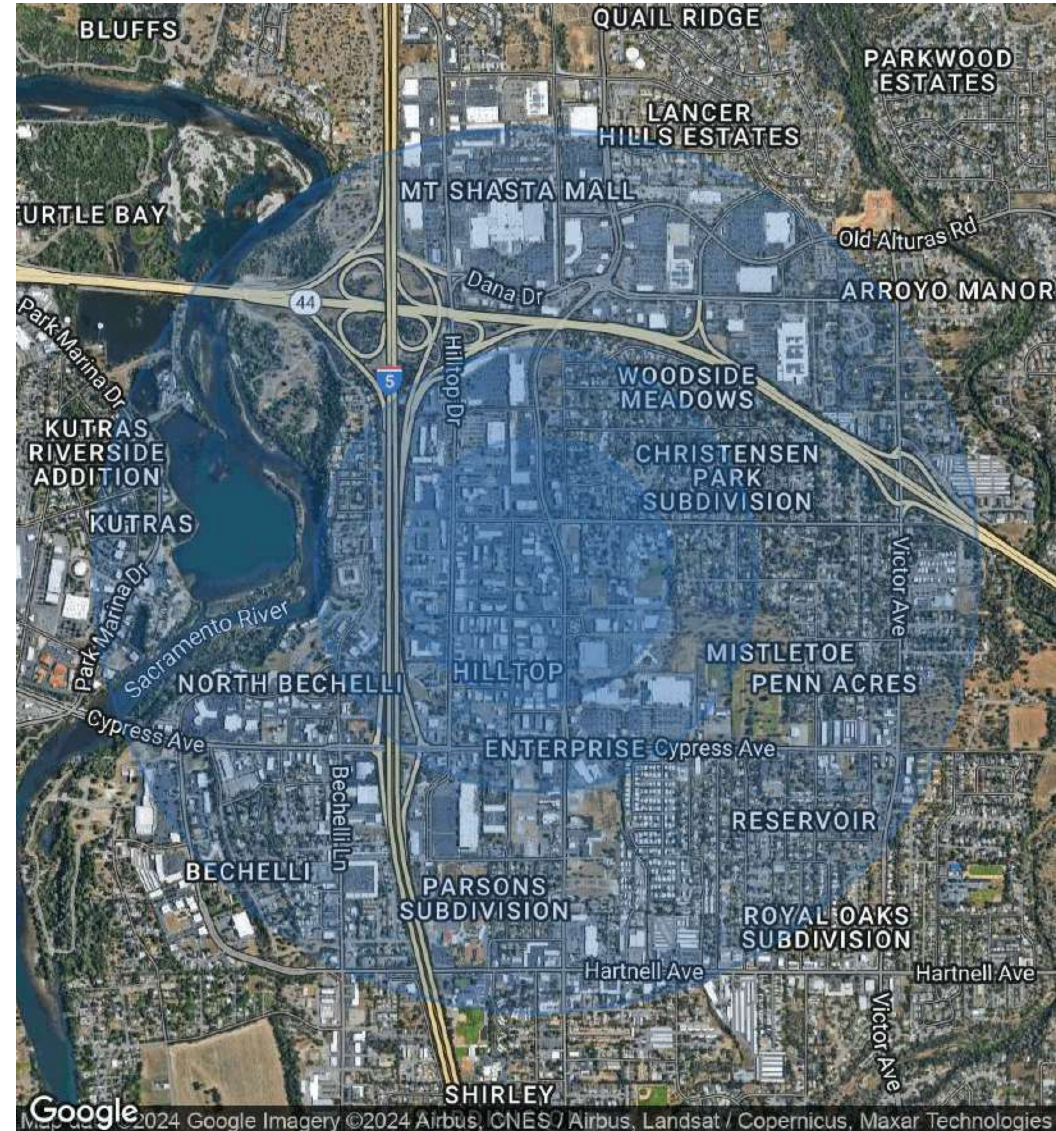 BLUFFS
QUAIL RIDGE
PARKWOOD
ESTATES
LANCER
HILLS ESTATES
MT SHASTA MALL
TURTLE BAY
Old Alturas Rd
Dana Dr
ARROYO MANOR
44
Park Marina Dr
Hilltop Dr
5
WOODSIDE
MEADOWS
KUTRAS
RIVERSIDE
ADDITION
CHRISTENSEN
PARK
SUBDIVISION
KUTRAS
Victor Ave
Park Marina Dr
Sacramento River
MISTLETOE
HILLTOP
NORTH BECHELLI
PENN ACRES
Cypress Ave
ENTERPRISE
Cypress Ave
Bechelli Ln
RESERVOIR
BECHELLI
PARSONS
SUBDIVISION
ROYAL OAKS
SUBDIVISION
Hartnell Ave
Hartnell Ave
Victor Ave
SHIRLEY
Google
©2024 Google Imagery ©2024 Airbus, CNES / Airbus, Landsat / Copernicus, Maxar Technologies